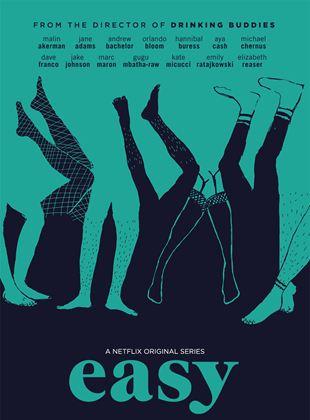 FROM THE DIRECTOR OF DRINKING BUDDIES
malin akerman jane adams andrew bachelor orlando bloom hannibal buress aya cash michael chernus
dave franco jake johnson marc maron gugu mbatha-raw kate micucci emily ratajkowski elizabeth reaser
A NETFLIX ORIGINAL SERIES
easy